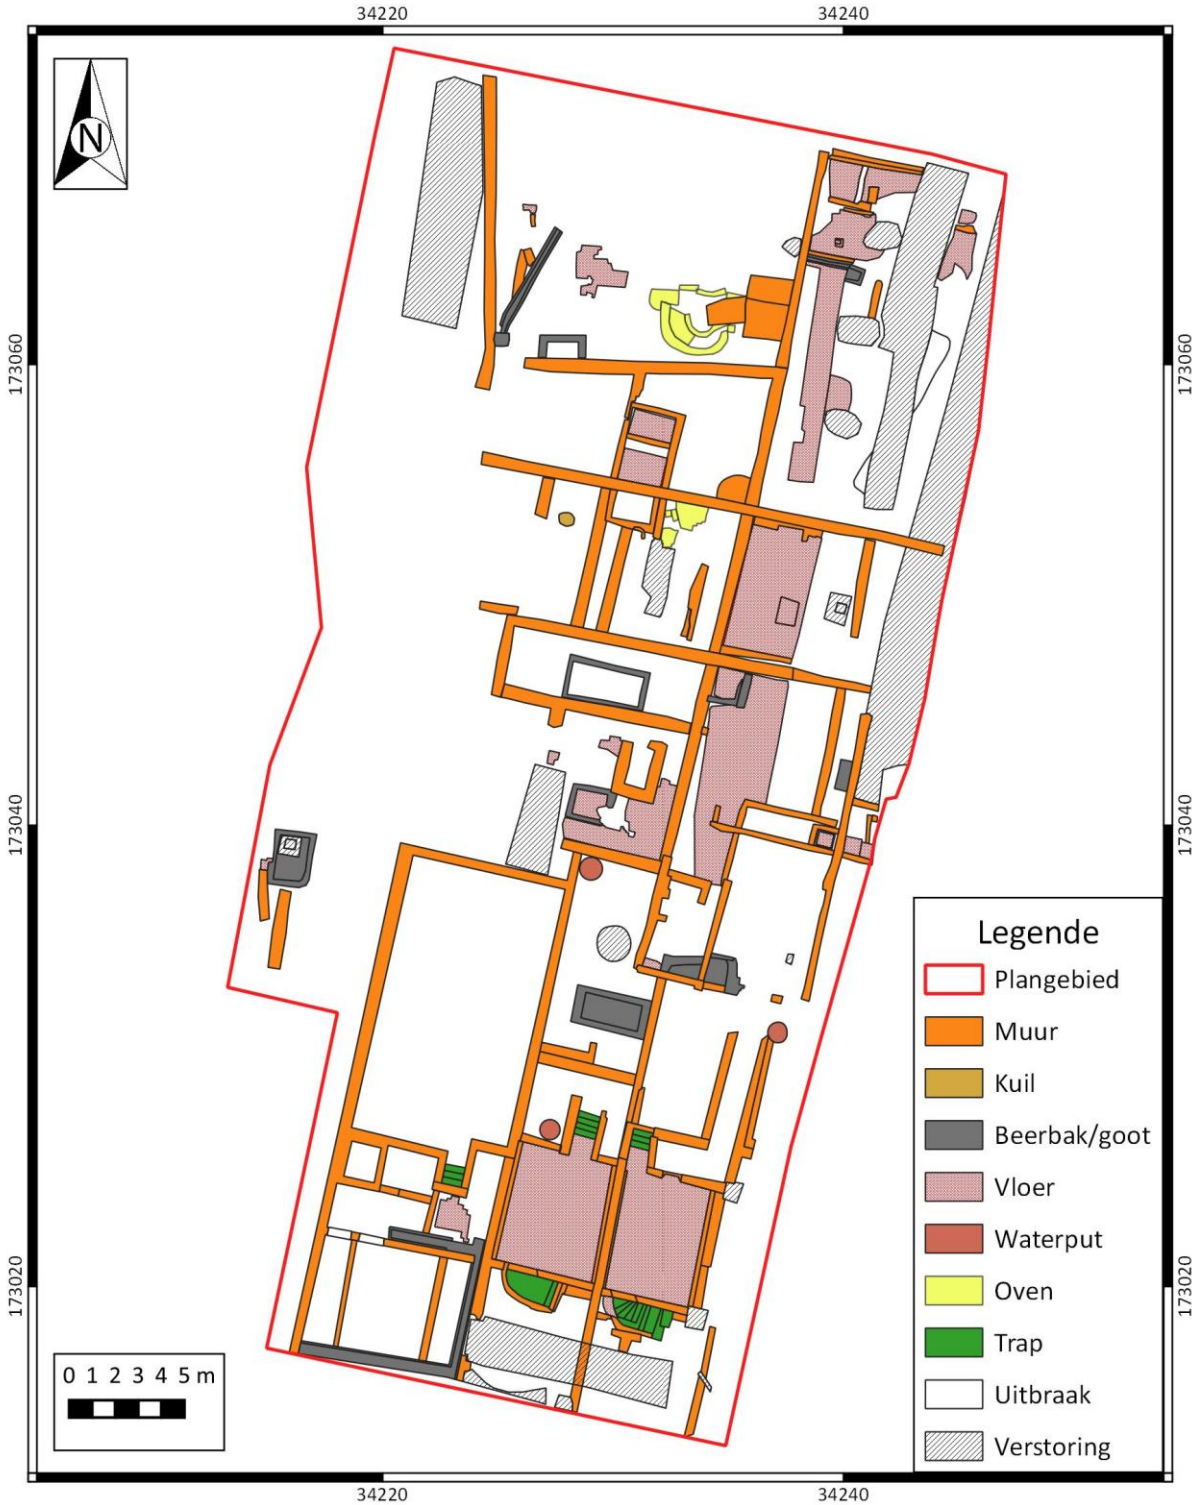 34220 34240
N
173060 173060
173040 173040
173020 173020
Legende
Plangebied
Muur
Kuil
Beerbak/goot
Vloer
Waterput
Oven
Trap
Uitbraak
Verstoring
0 1 2 3 4 5 m
34220 34240